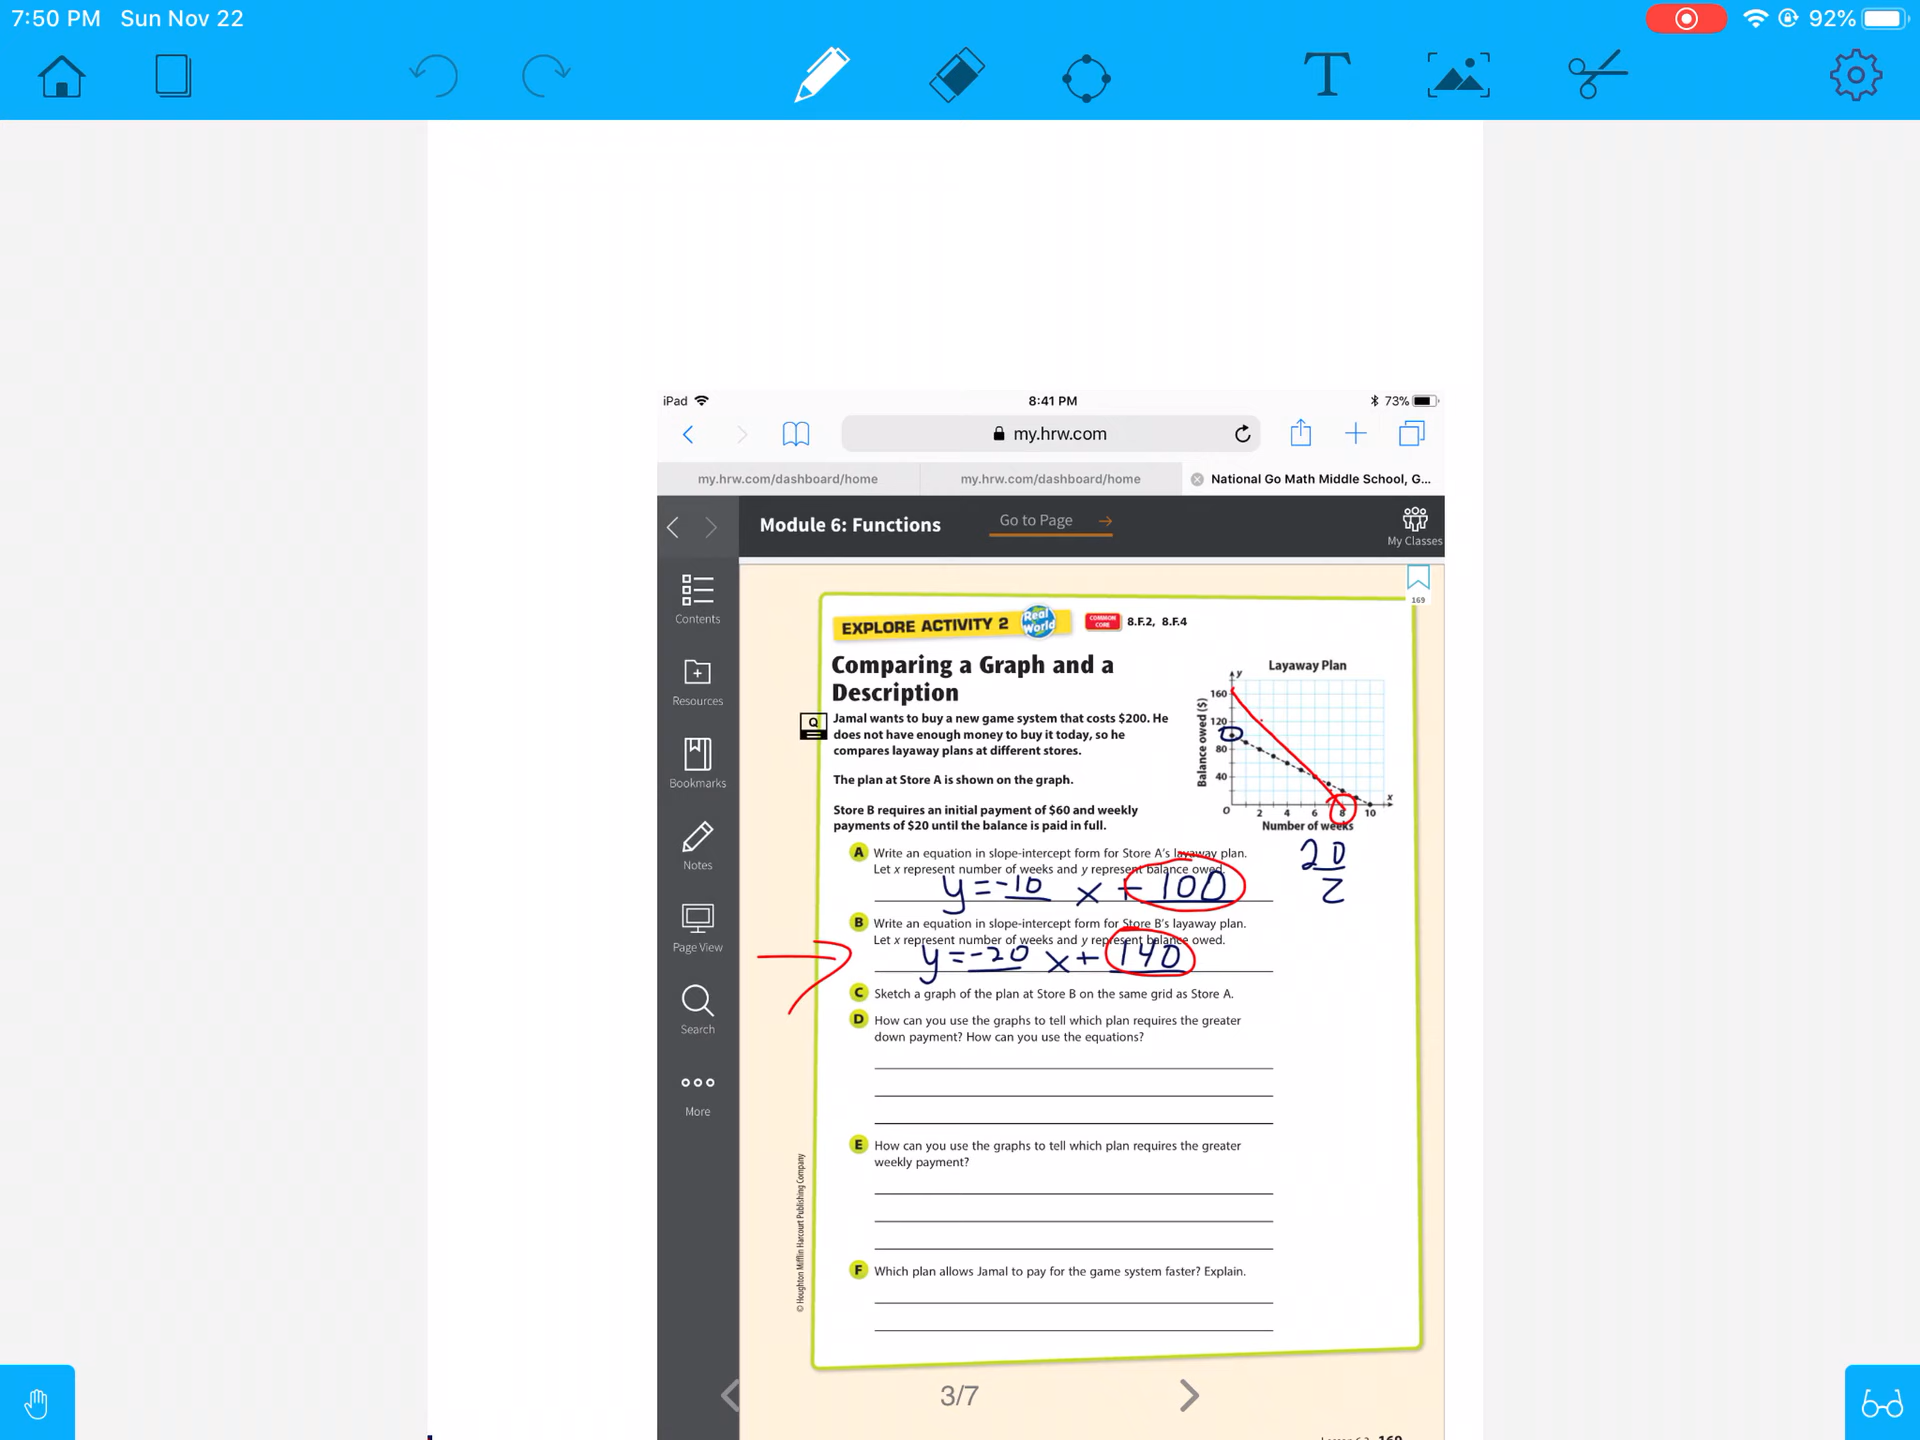 7:50 PM Sun Nov 22
92%
T
iPad
8:41 PM
73%
my.hrw.com
my.hrw.com/dashboard/home
my.hrw.com/dashboard/home
National Go Math Middle School, G...
Module 6: Functions
Go to Page
My Classes
Contents
Resources
Bookmarks
Notes
Page View
Search
More
169
EXPLORE ACTIVITY 2
Real World
COMMON CORE
8.F.2, 8.F.4
Comparing a Graph and a
Description
Q
Jamal wants to buy a new game system that costs $200. He
does not have enough money to buy it today, so he
compares layaway plans at different stores.
The plan at Store A is shown on the graph.
Store B requires an initial payment of $60 and weekly
payments of $20 until the balance is paid in full.
Layaway Plan
y
160
120
80
40
O 2 4 6 8 10
x
Balance owed ($)
Number of weeks
20
2
A Write an equation in slope-intercept form for Store A's layaway plan.
Let x represent number of weeks and y represent balance owed.
y = -10 x + 100
B Write an equation in slope-intercept form for Store B's layaway plan.
Let x represent number of weeks and y represent balance owed.
y = -20 x + 140
C Sketch a graph of the plan at Store B on the same grid as Store A.
D How can you use the graphs to tell which plan requires the greater
down payment? How can you use the equations?
E How can you use the graphs to tell which plan requires the greater
weekly payment?
F Which plan allows Jamal to pay for the game system faster? Explain.
© Houghton Mifflin Harcourt Publishing Company
3/7